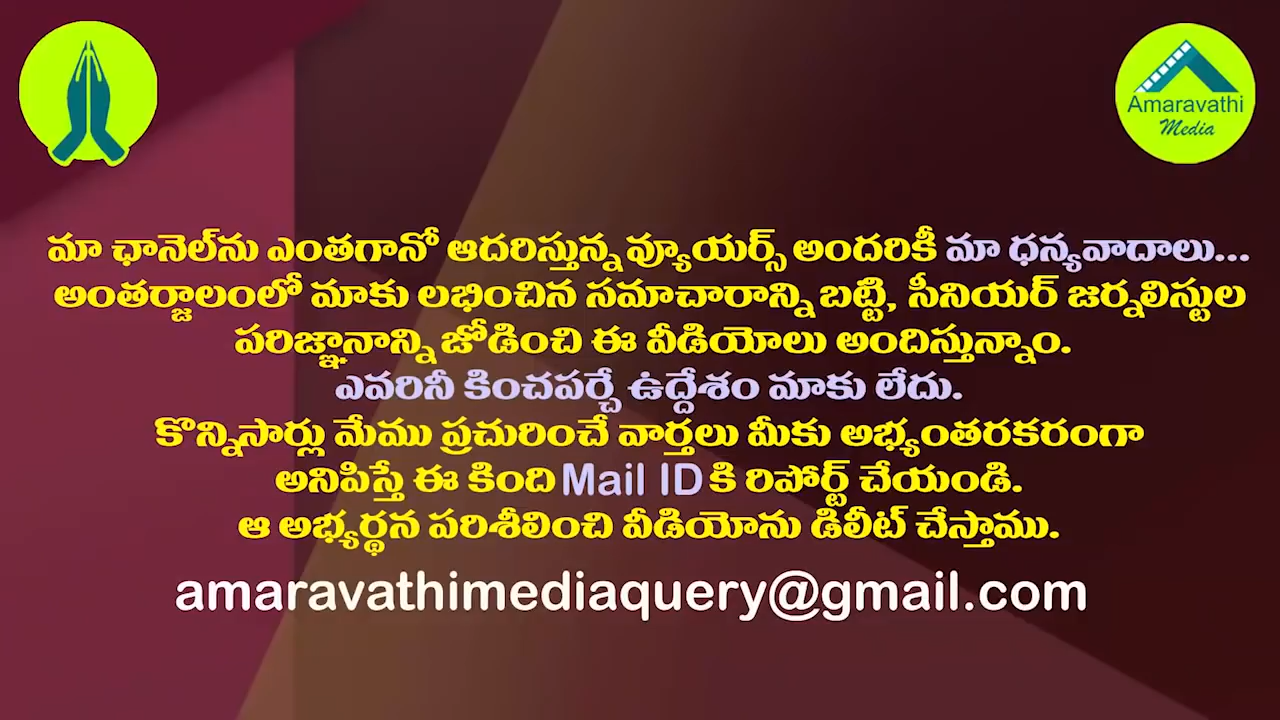 Amaravathi
Media
మా ఛానెల్‌ను ఎంతగానో ఆదరిస్తున్న వ్యూయర్స్ అందరికీ మా ధన్యవాదాలు...
అంతర్జాలంలో మాకు లభించిన సమాచారాన్ని బట్టి, సీనియర్ జర్నలిస్టుల
పరిజ్ఞానాన్ని జోడించి ఈ వీడియోలు అందిస్తున్నాం.
ఎవరినీ కించపర్చే ఉద్దేశం మాకు లేదు.
కొన్నిసార్లు మేము ప్రచురించే వార్తలు మీకు అభ్యంతరకరంగా
అనిపిస్తే ఈ కింది Mail ID కి రిపోర్ట్ చేయండి.
ఆ అభ్యర్థన పరిశీలించి వీడియోను డిలీట్ చేస్తాము.
amaravathimediaquery@gmail.com